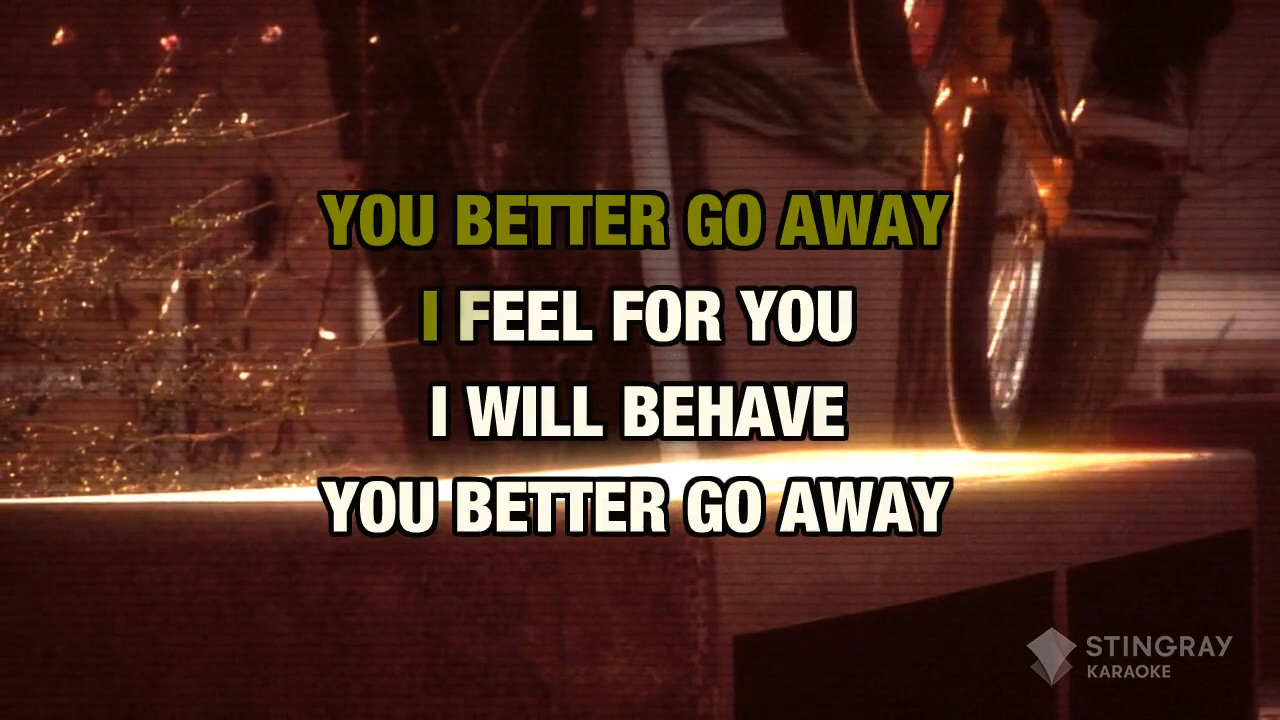 YOU BETTER GO AWAY
I FEEL FOR YOU
I WILL BEHAVE
YOU BETTER GO AWAY
STINGRAY
KARAOKE